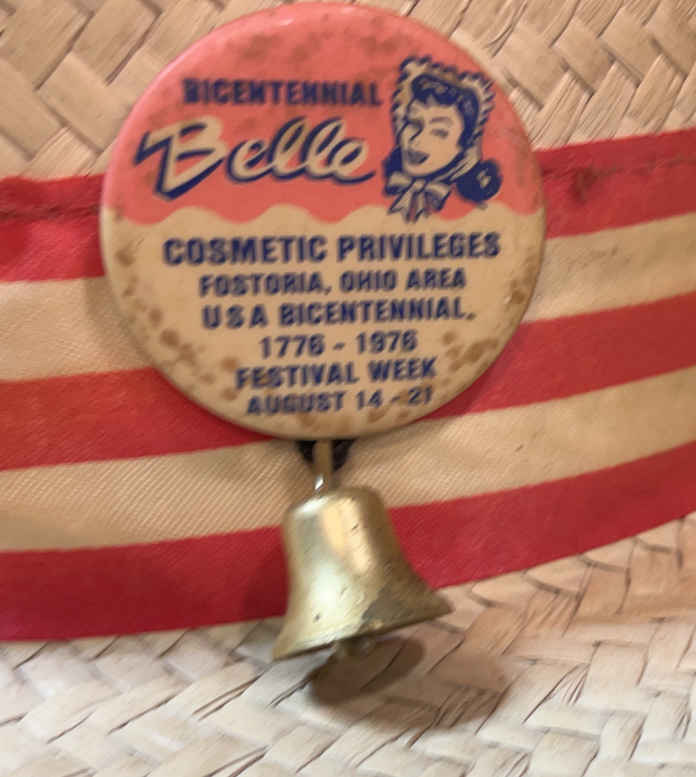 BICENTENNIAL
Belle
COSMETIC PRIVILEGES
FOSTORIA, OHIO AREA
USA BICENTENNIAL.
1776 - 1976
FESTIVAL WEEK
AUGUST 14 - 21